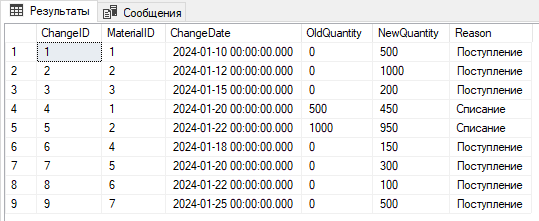 Результаты Сообщения
ChangeID MaterialID ChangeDate OldQuantity NewQuantity Reason
1 1 1 2024-01-10 00:00:00.000 0 500 Поступление
2 2 2 2024-01-12 00:00:00.000 0 1000 Поступление
3 3 3 2024-01-15 00:00:00.000 0 200 Поступление
4 4 1 2024-01-20 00:00:00.000 500 450 Списание
5 5 2 2024-01-22 00:00:00.000 1000 950 Списание
6 6 4 2024-01-18 00:00:00.000 0 150 Поступление
7 7 5 2024-01-20 00:00:00.000 0 300 Поступление
8 8 6 2024-01-22 00:00:00.000 0 100 Поступление
9 9 7 2024-01-25 00:00:00.000 0 500 Поступление